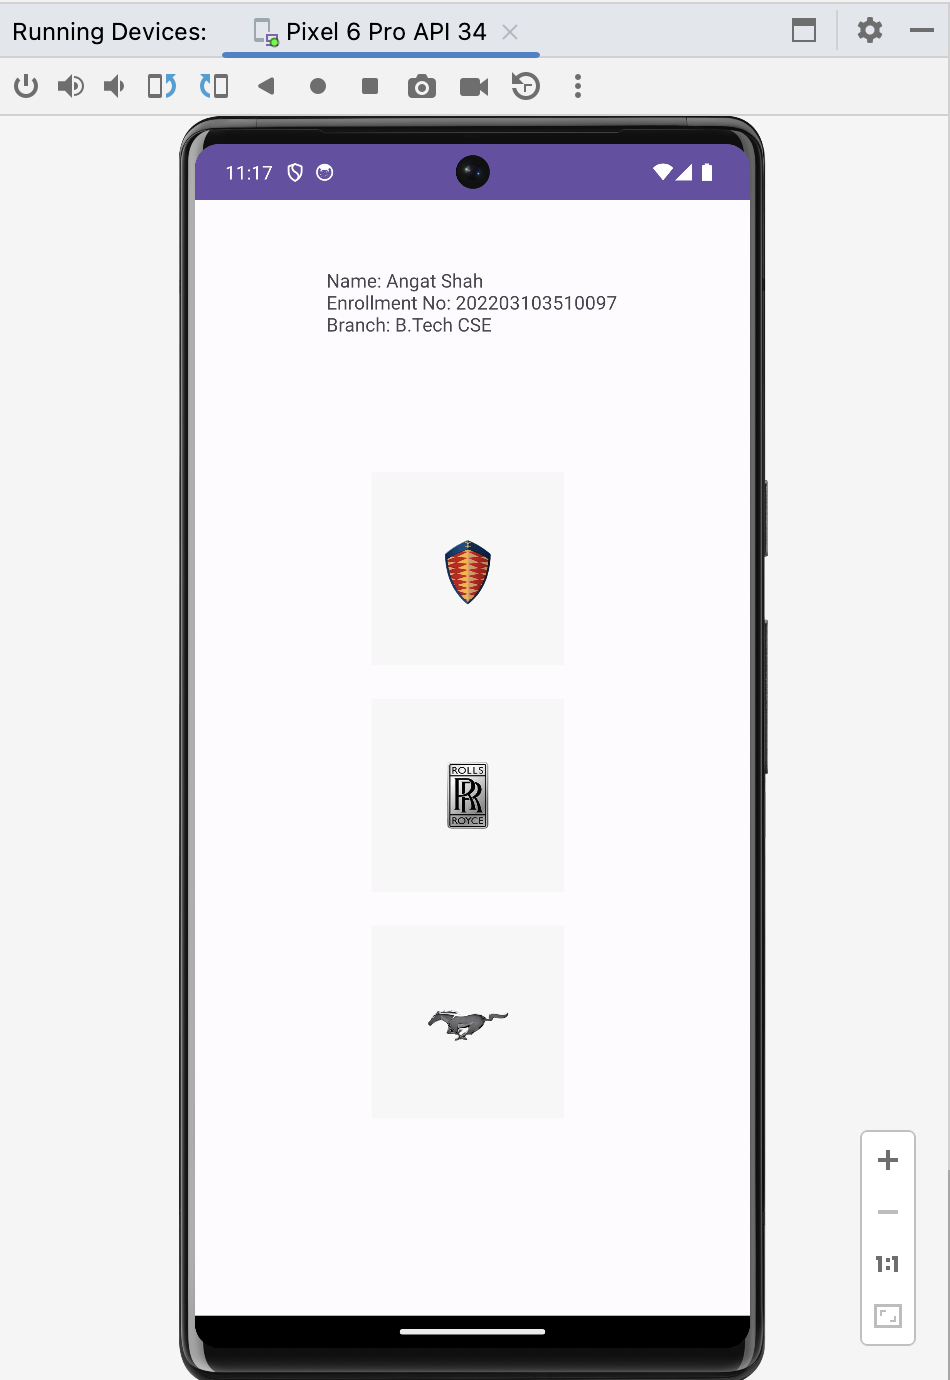 Running Devices: Pixel 6 Pro API 34
11:17
Name: Angat Shah
Enrollment No: 202203103510097
Branch: B.Tech CSE
ROLLS
RR
ROYCE
1:1